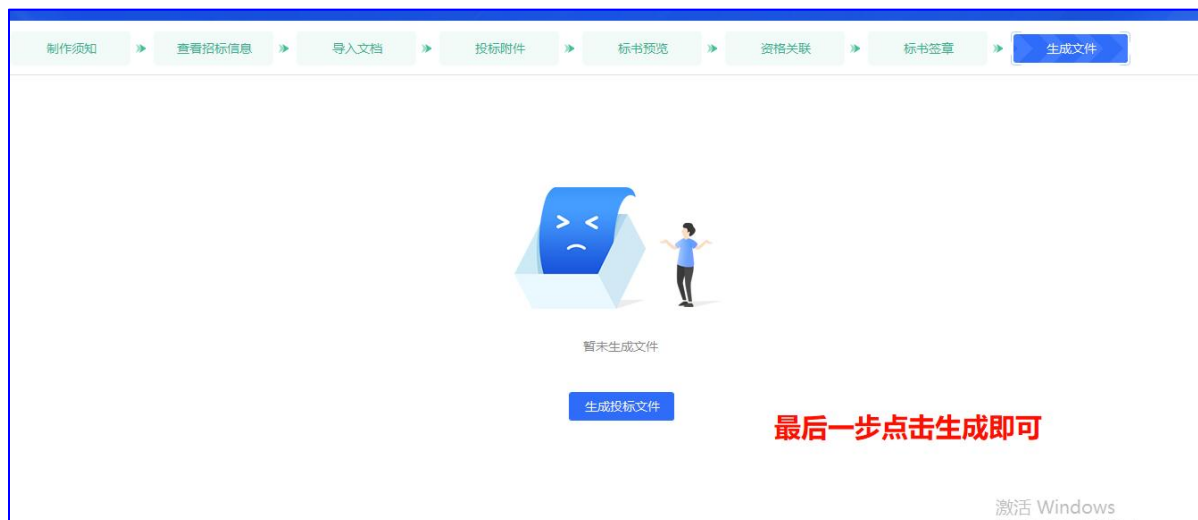 制作须知 查看招标信息 导入文档 投标附件 标书预览 资格关联 标书签章 生成文件
暂未生成文件
生成投标文件
最后一步点击生成即可
激活 Windows